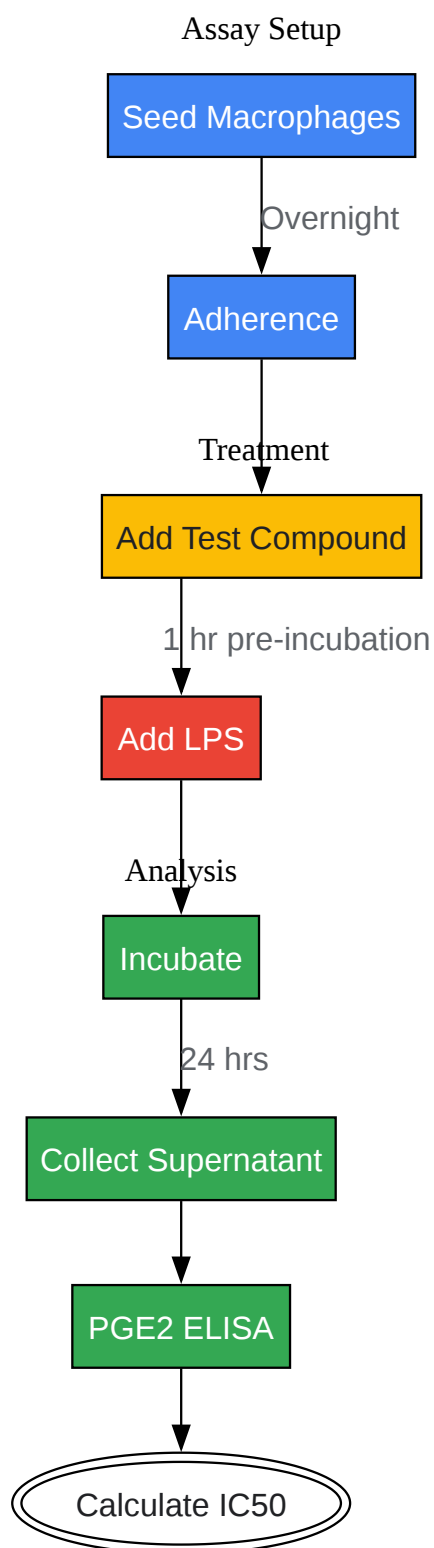 Assay Setup
Seed Macrophages
Overnight
Adherence
Treatment
Add Test Compound
1 hr pre-incubation
Add LPS
Analysis
Incubate
24 hrs
Collect Supernatant
PGE2 ELISA
Calculate IC50